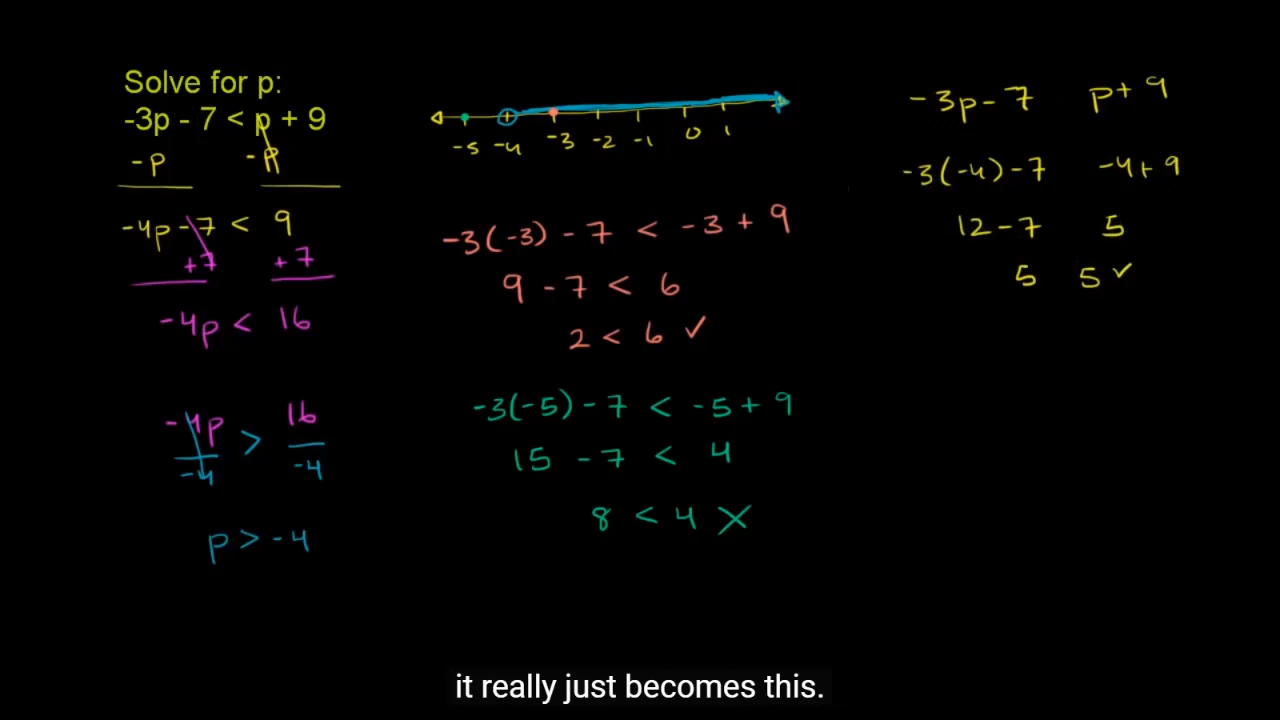 Solve for p:
-3p - 7 < p + 9
-p -p
-4p - 7 < 9
+7 +7
-4p < 16
-4p > 16
-4 -4
p > -4
-5 -4 -3 -2 -1 0 1
-3(-3) - 7 < -3 + 9
9 - 7 < 6
2 < 6 ✓
-3(-5) - 7 < -5 + 9
15 - 7 < 4
8 < 4 X
-3p - 7 p + 9
-3(-4) - 7 -4 + 9
12 - 7 5
5 5 ✓
it really just becomes this.